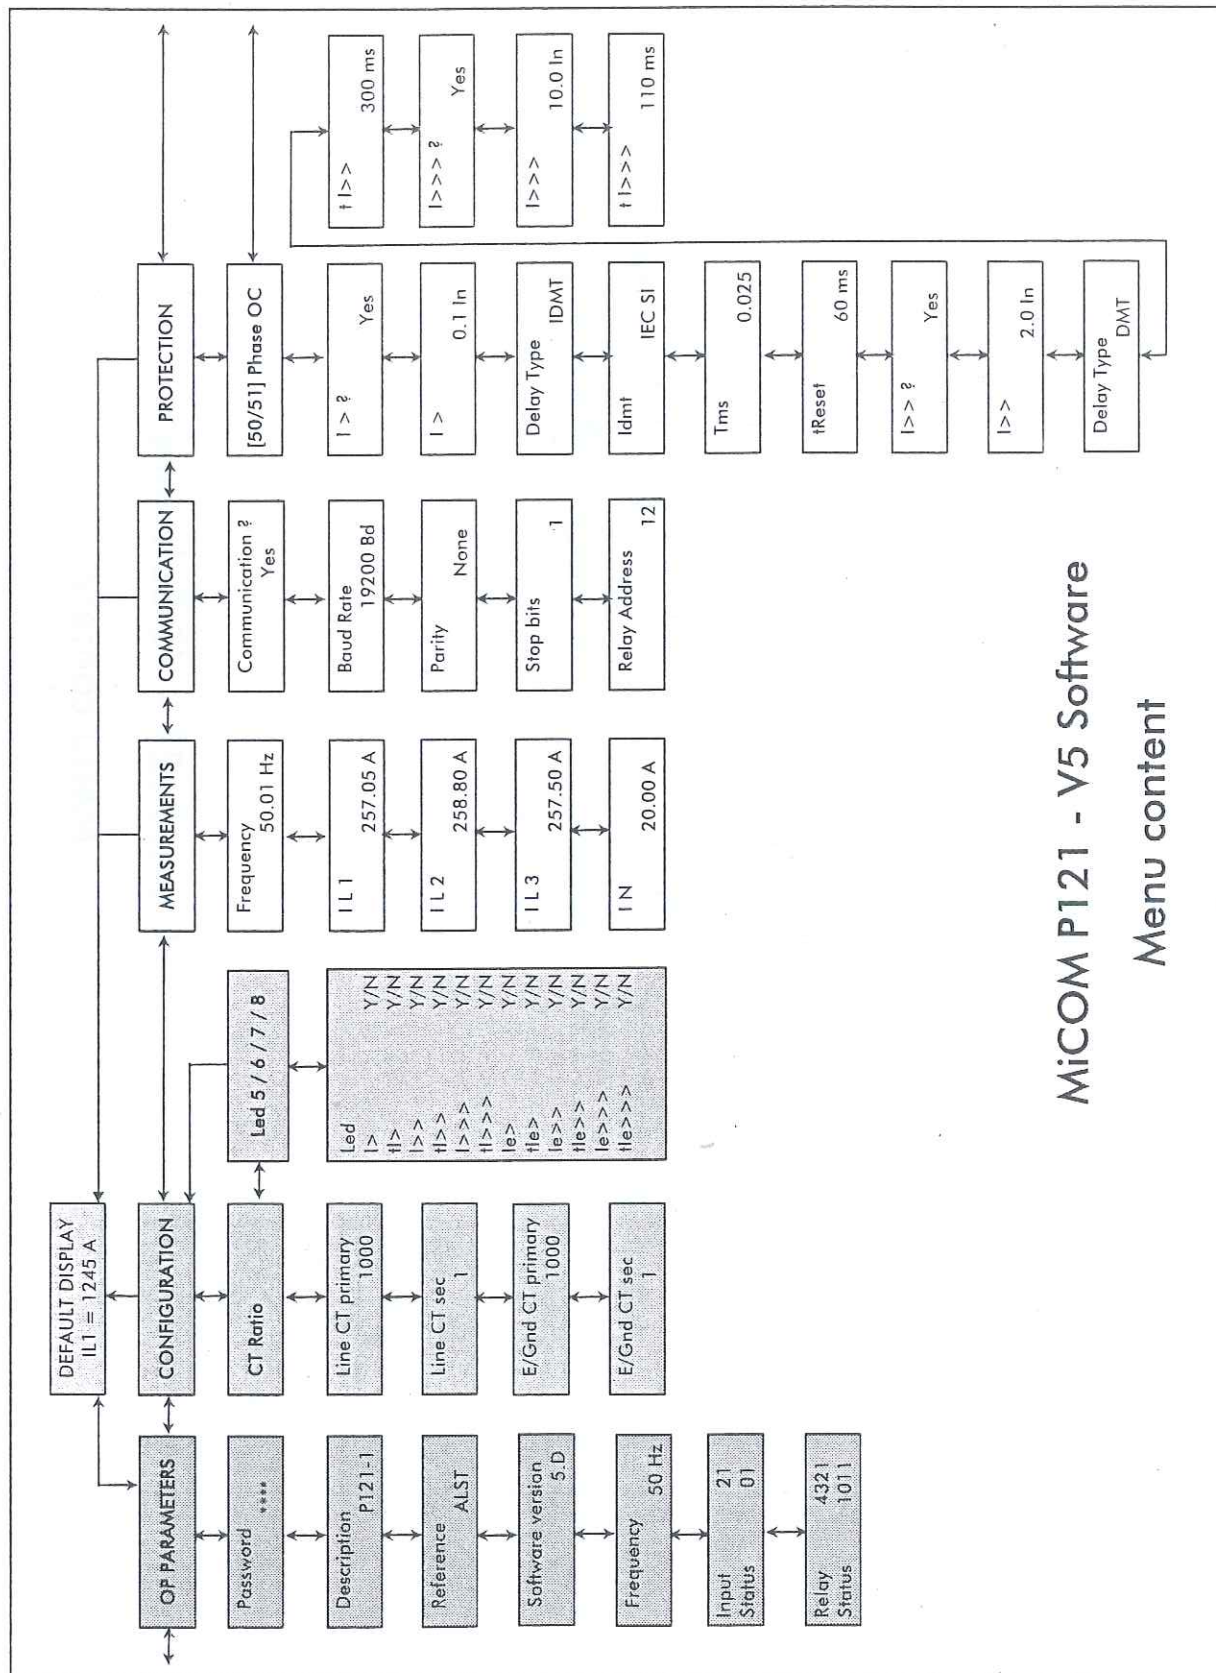 DEFAULT DISPLAY
IL1 = 1245 A
OP PARAMETERS
Password
****
Description
P121-1
Reference
ALST
Software version
5.D
Frequency
50 Hz
Input 21
Status 01
Relay 4321
Status 1011
CONFIGURATION
CT Ratio
Line CT primary
1000
Line CT sec
1
E/Gnd CT primary
1000
E/Gnd CT sec
1
Led 5 / 6 / 7 / 8
Led
I> Y/N
tI> Y/N
I>> Y/N
tI>> Y/N
I>>> Y/N
tI>>> Y/N
Ie> Y/N
tIe> Y/N
Ie>> Y/N
tIe>> Y/N
Ie>>> Y/N
tIe>>> Y/N
MEASUREMENTS
Frequency
50.01 Hz
I L 1
257.05 A
I L 2
258.80 A
I L 3
257.50 A
I N
20.00 A
COMMUNICATION
Communication ?
Yes
Baud Rate
19200 Bd
Parity
None
Stop bits
1
Relay Address
12
PROTECTION
[50/51] Phase OC
I > ?
Yes
I >
0.1 In
Delay Type
IDMT
Idmt
IEC SI
Tms
0.025
tReset
60 ms
I>> ?
Yes
I>>
2.0 In
Delay Type
DMT
t I>>
300 ms
I>>> ?
Yes
I>>>
10.0 In
t I>>>
110 ms
MiCOM P121 - V5 Software
Menu content